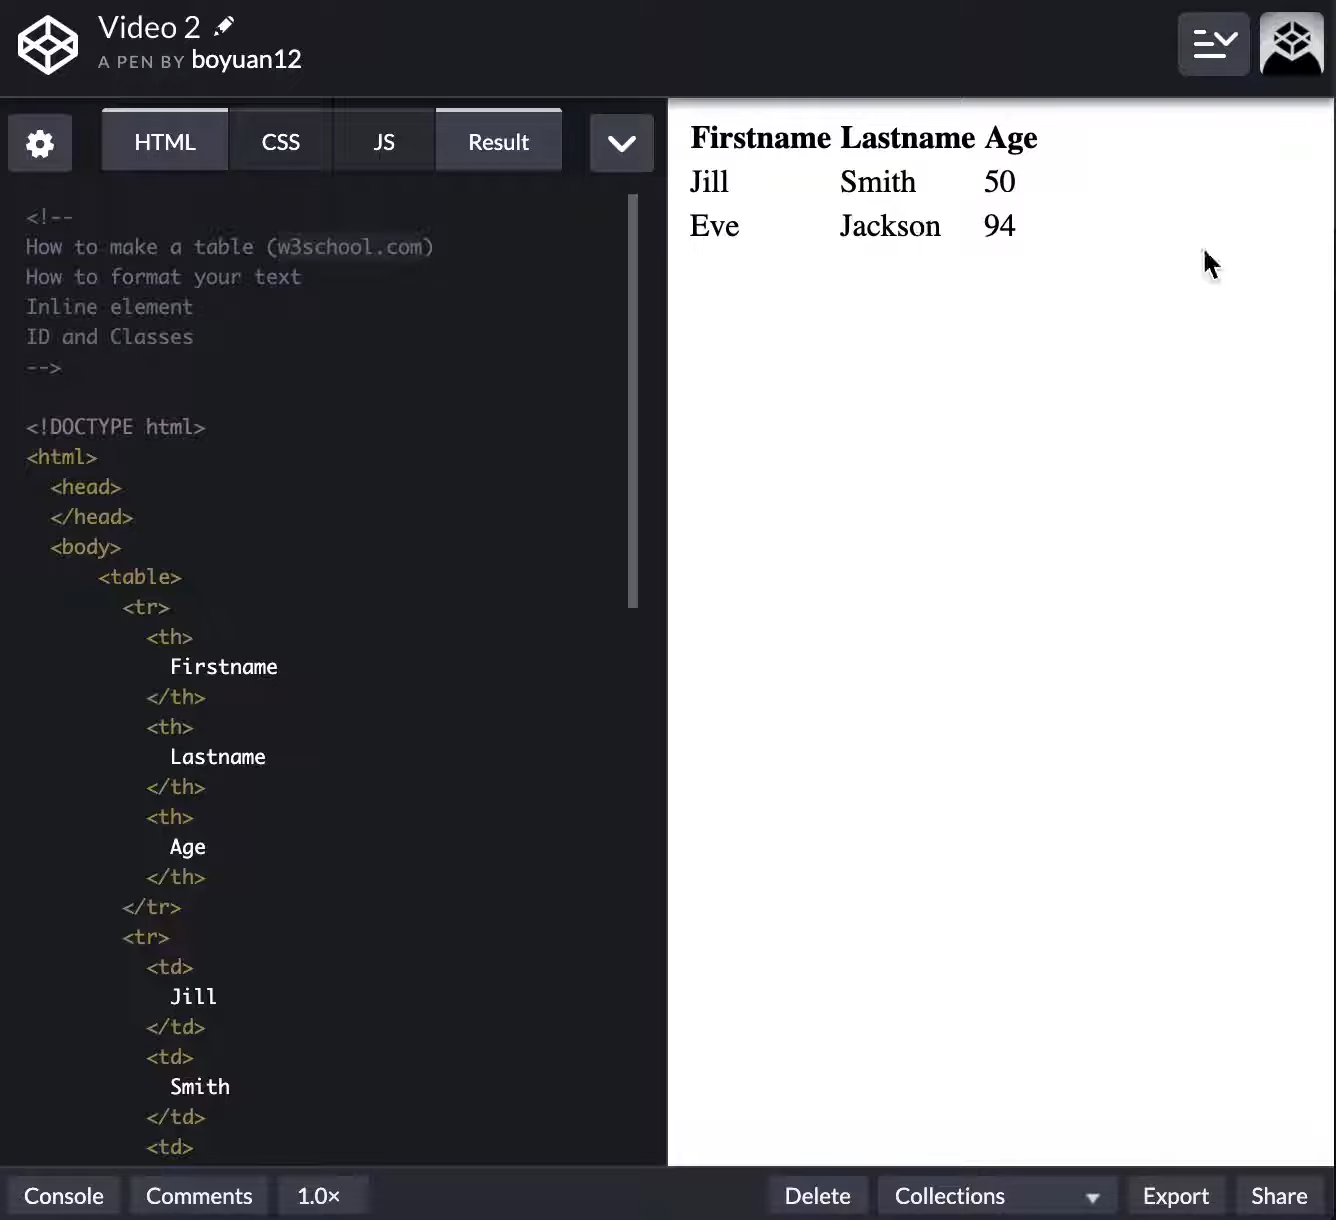 Video 2
A PEN BY boyuan12
HTML CSS JS Result
<!--
How to make a table (w3school.com)
How to format your text
Inline element
ID and Classes
-->
<!DOCTYPE html>
<html>
<head>
</head>
<body>
<table>
<tr>
<th>
Firstname
</th>
<th>
Lastname
</th>
<th>
Age
</th>
</tr>
<tr>
<td>
Jill
</td>
<td>
Smith
</td>
<td>
Firstname Lastname Age
Jill Smith 50
Eve Jackson 94
Console Comments 1.0× Delete Collections Export Share